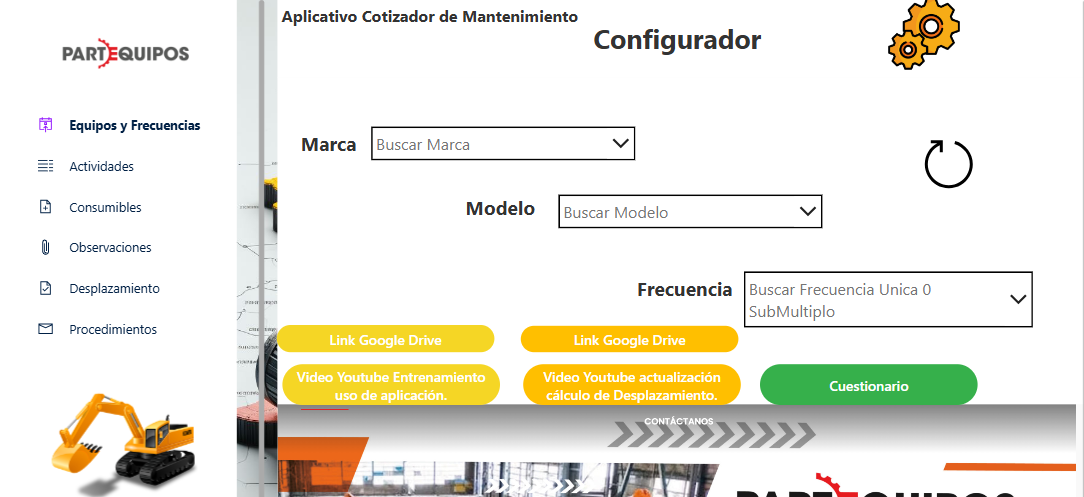 Aplicativo Cotizador de Mantenimiento
Configurador
PARTEQUIPOS
Equipos y Frecuencias
Actividades
Consumibles
Observaciones
Desplazamiento
Procedimientos
Marca
Buscar Marca
Modelo
Buscar Modelo
Frecuencia
Buscar Frecuencia Unica 0
SubMultiplo
Link Google Drive
Link Google Drive
Video Youtube Entrenamiento
uso de aplicación.
Video Youtube actualización
cálculo de Desplazamiento.
Cuestionario
CONTÁCTANOS
PARTEQUIPOS